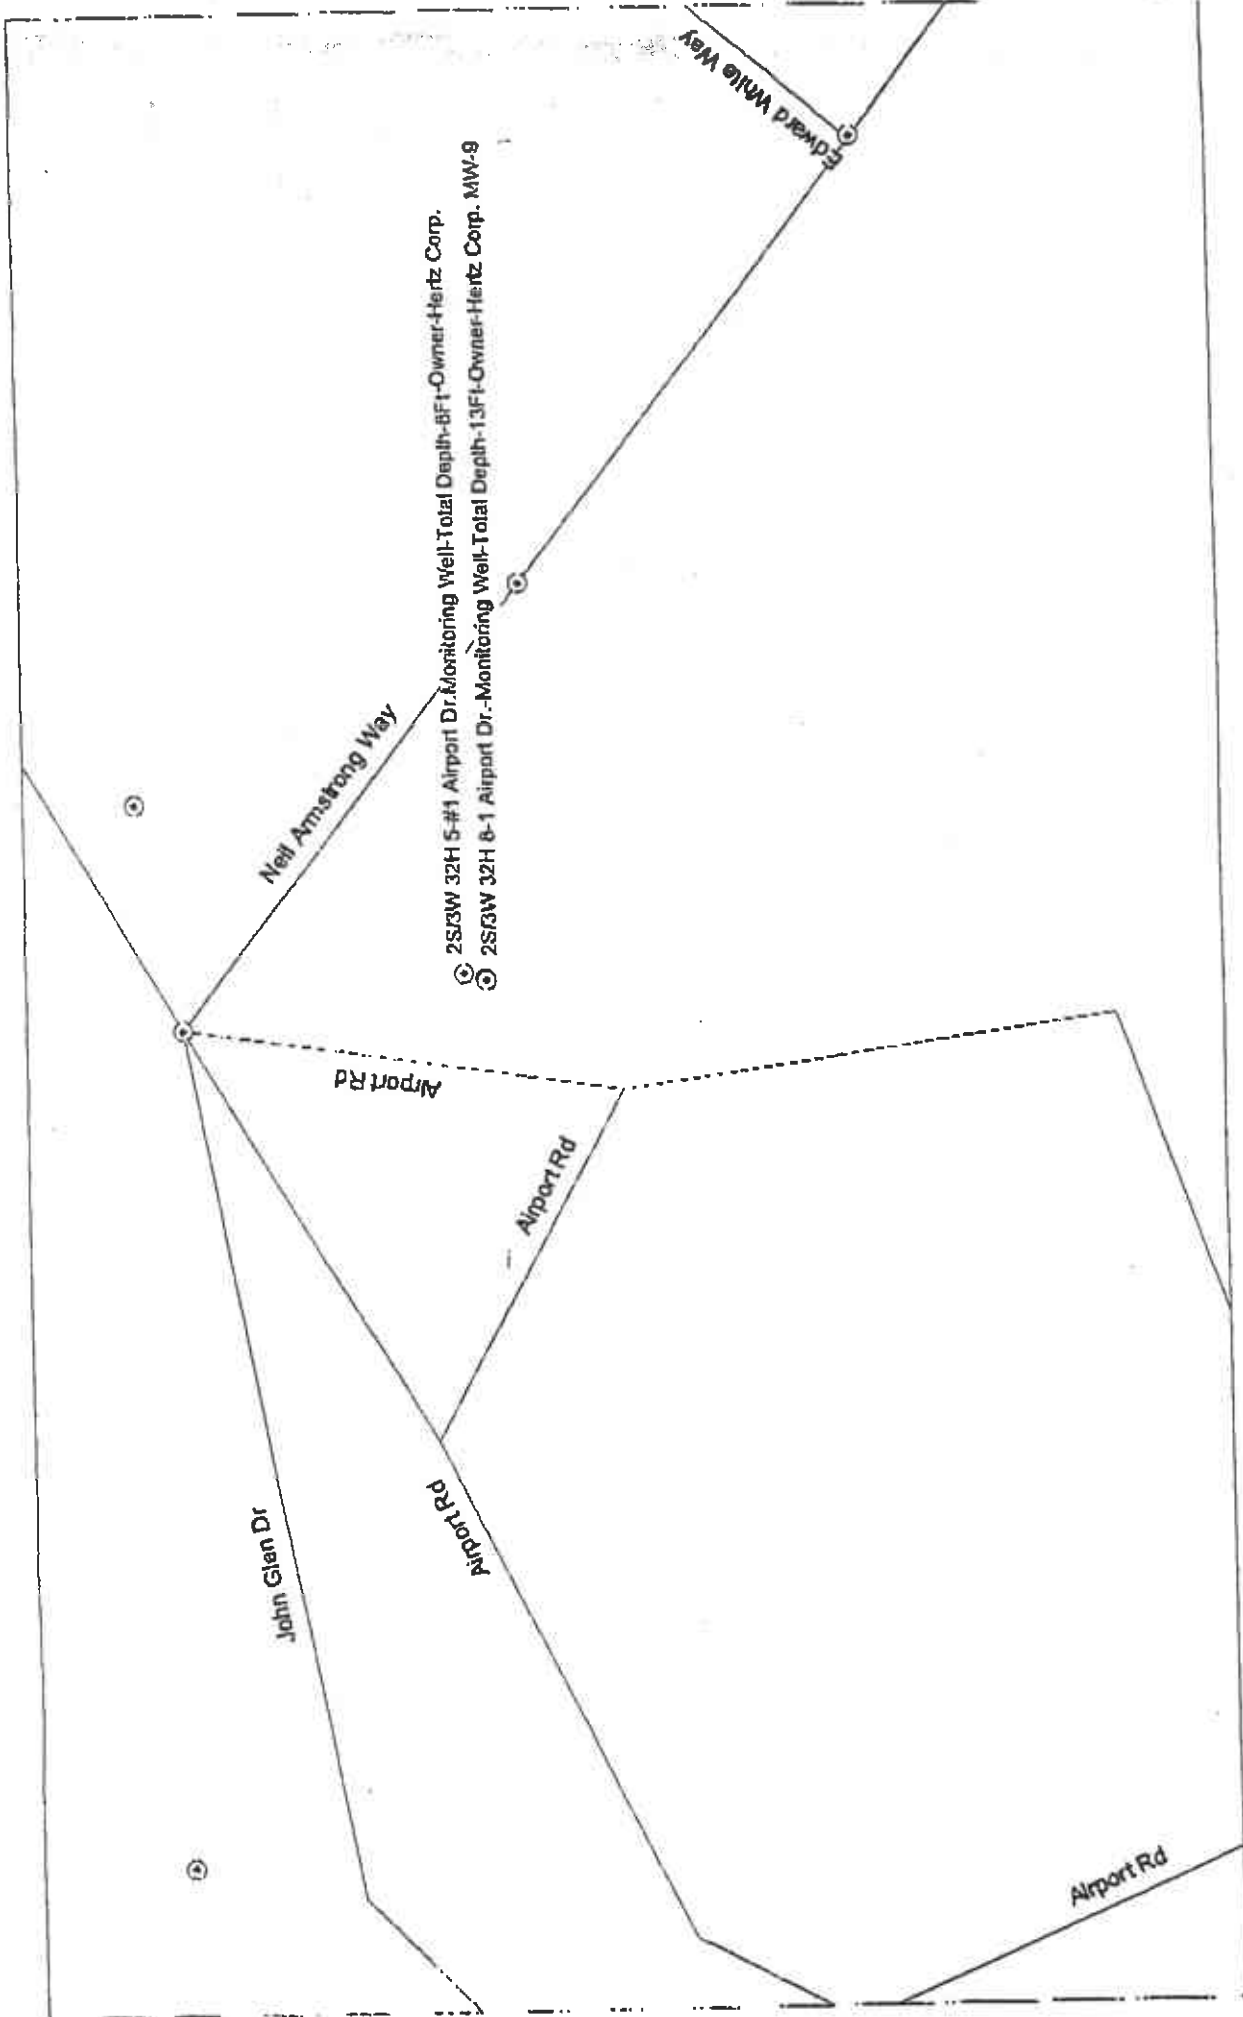 Edward White Way
2S/3W 32H 5-#1 Airport Dr.Monitoring Well-Total Depth-8Ft-Owner-Hertz Corp.
2S/3W 32H 8-1 Airport Dr.-Monitoring Well-Total Depth-13Ft-Owner-Hertz Corp. MW-9
Neil Armstrong Way
Airport Rd
Airport Rd
John Glen Dr
Airport Rd
Airport Rd